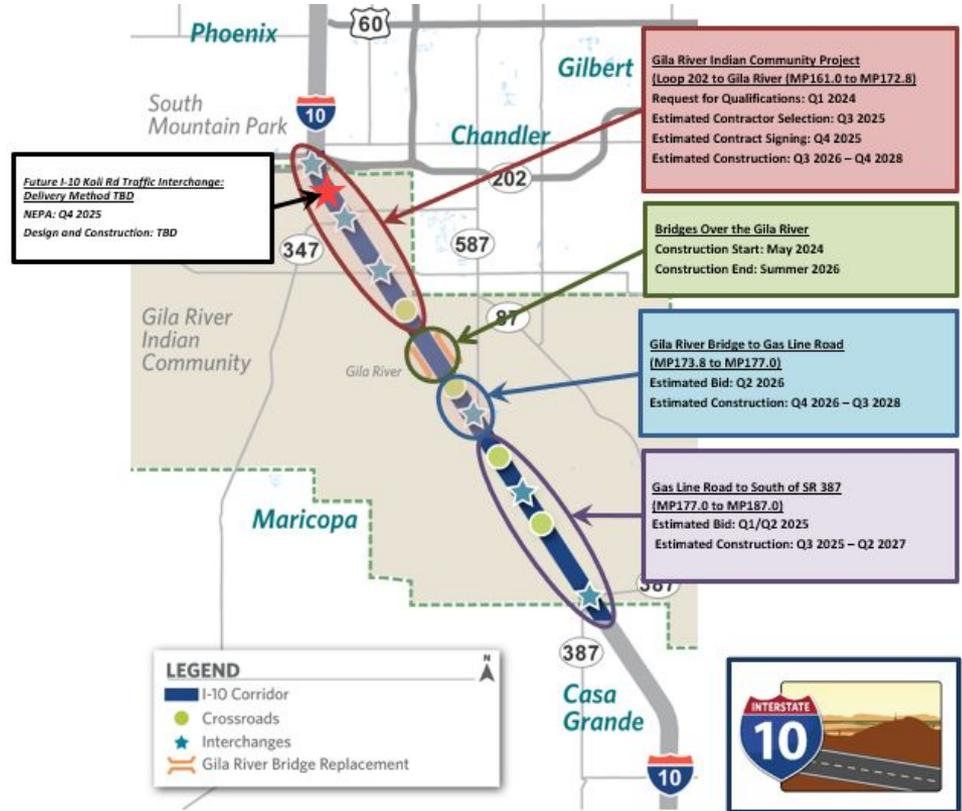 Phoenix
60
Gilbert
South
Mountain Park
10
Chandler
202
347
587
Gila River
Indian
Community
87
Gila River
Maricopa
387
387
Casa
Grande
10
Future I-10 Koli Rd Traffic Interchange:
Delivery Method TBD
NEPA: Q4 2025
Design and Construction: TBD
Gila River Indian Community Project
(Loop 202 to Gila River (MP161.0 to MP172.8)
Request for Qualifications: Q1 2024
Estimated Contractor Selection: Q3 2025
Estimated Contract Signing: Q4 2025
Estimated Construction: Q3 2026 – Q4 2028
Bridges Over the Gila River
Construction Start: May 2024
Construction End: Summer 2026
Gila River Bridge to Gas Line Road
(MP173.8 to MP177.0)
Estimated Bid: Q2 2026
Estimated Construction: Q4 2026 – Q3 2028
Gas Line Road to South of SR 387
(MP177.0 to MP187.0)
Estimated Bid: Q1/Q2 2025
Estimated Construction: Q3 2025 – Q2 2027
LEGEND
N
I-10 Corridor
Crossroads
Interchanges
Gila River Bridge Replacement
INTERSTATE
10